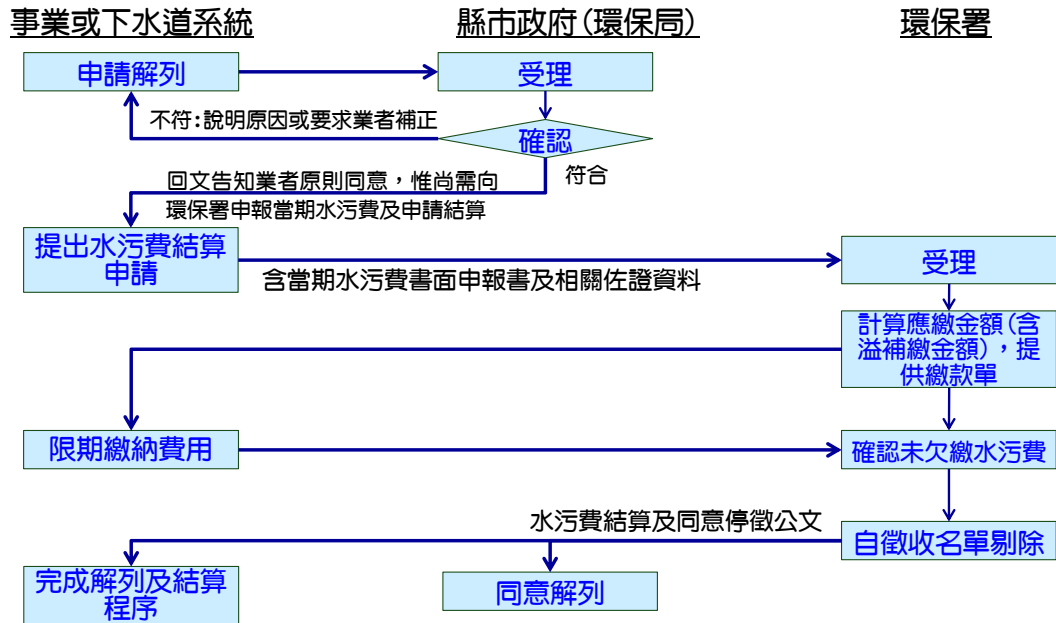 事業或下水道系統
縣市政府(環保局)
環保署
申請解列
受理
不符:說明原因或要求業者補正
確認
符合
回文告知業者原則同意，惟尚需向
環保署申報當期水污費及申請結算
提出水污費結算
申請
含當期水污費書面申報書及相關佐證資料
受理
計算應繳金額(含
溢補繳金額)，提
供繳款單
限期繳納費用
確認未欠繳水污費
水污費結算及同意停徵公文
自徵收名單剔除
完成解列及結算
程序
同意解列